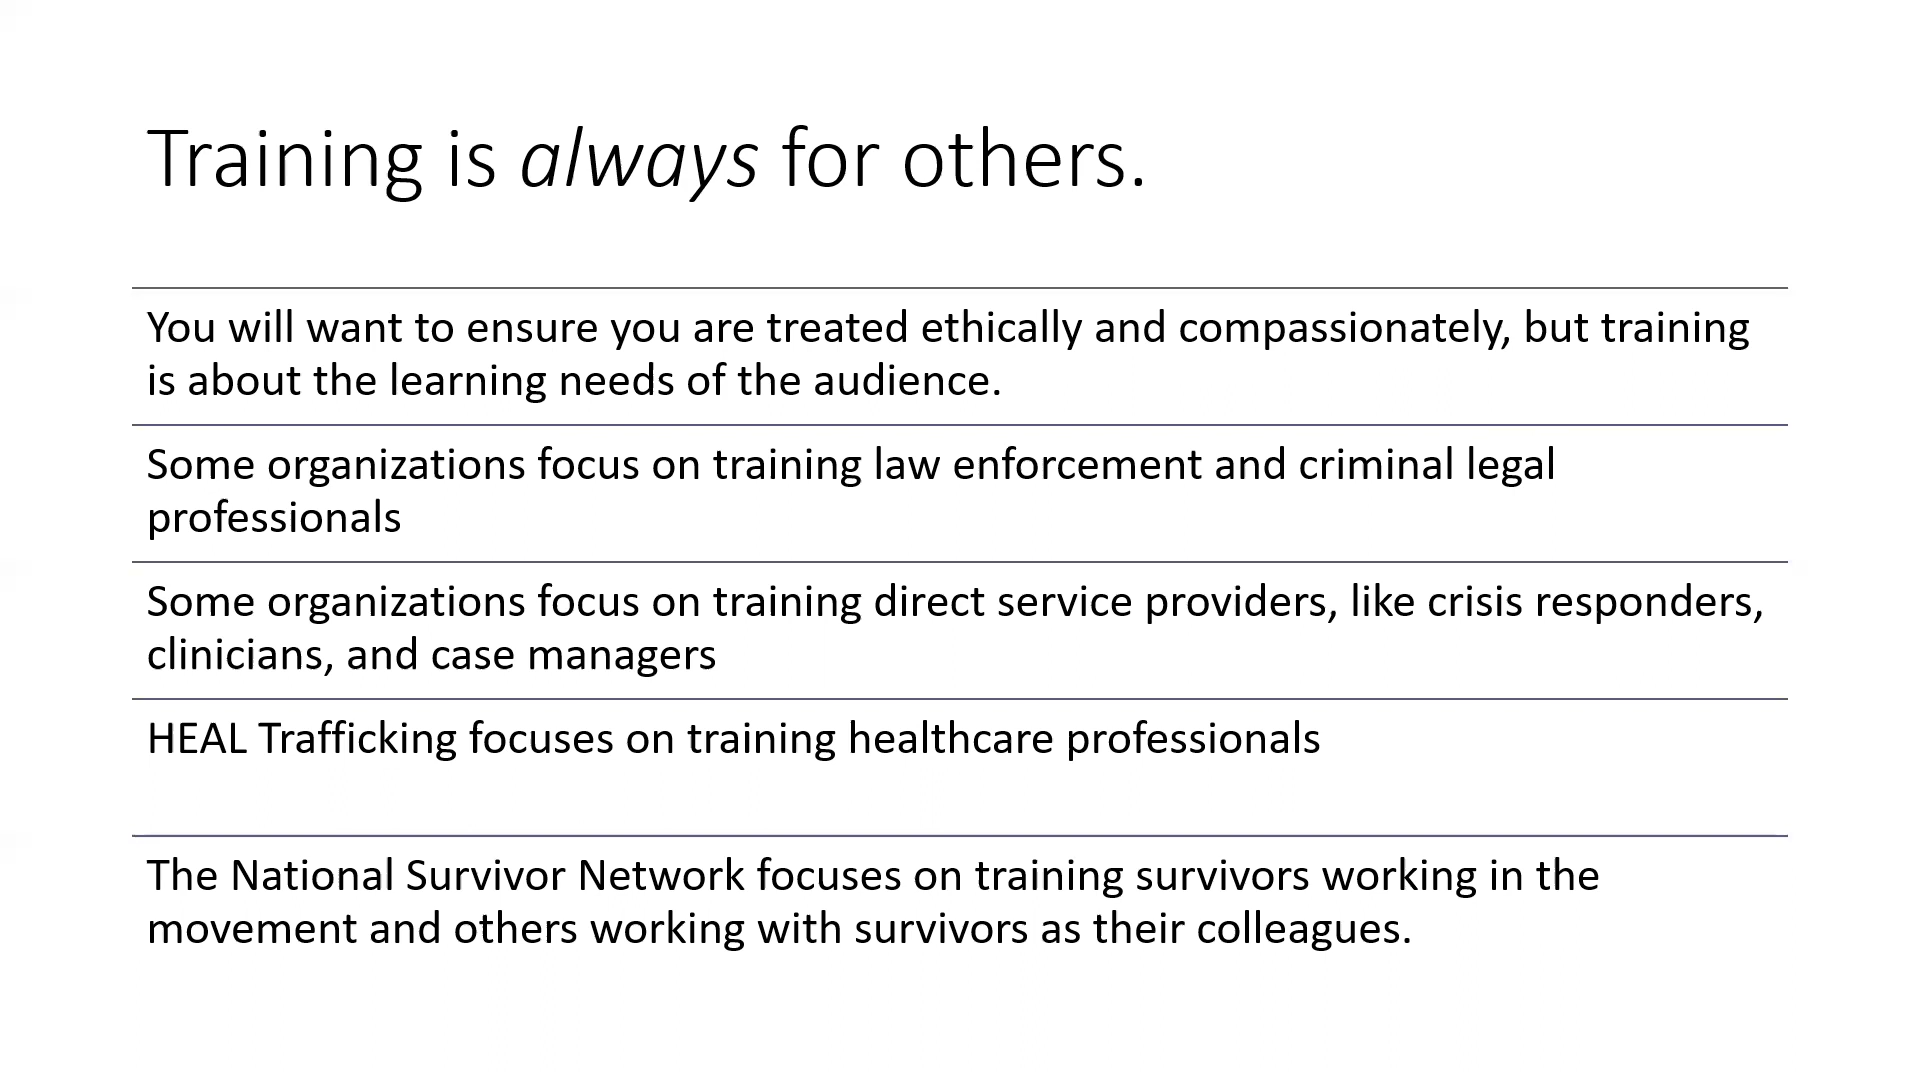 Training is always for others.
You will want to ensure you are treated ethically and compassionately, but training
is about the learning needs of the audience.
Some organizations focus on training law enforcement and criminal legal
professionals
Some organizations focus on training direct service providers, like crisis responders,
clinicians, and case managers
HEAL Trafficking focuses on training healthcare professionals
The National Survivor Network focuses on training survivors working in the
movement and others working with survivors as their colleagues.